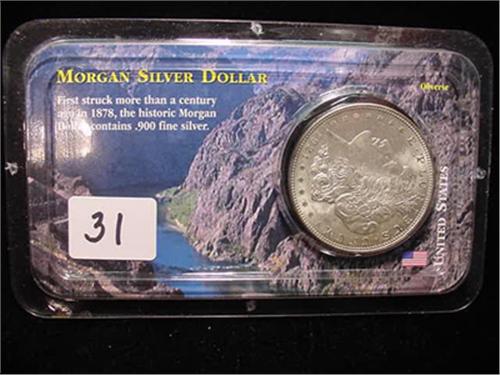 MORGAN SILVER DOLLAR
Obverse
First struck more than a century
ago in 1878, the historic Morgan
Dollar contains .900 fine silver.
31
UNITED STATES